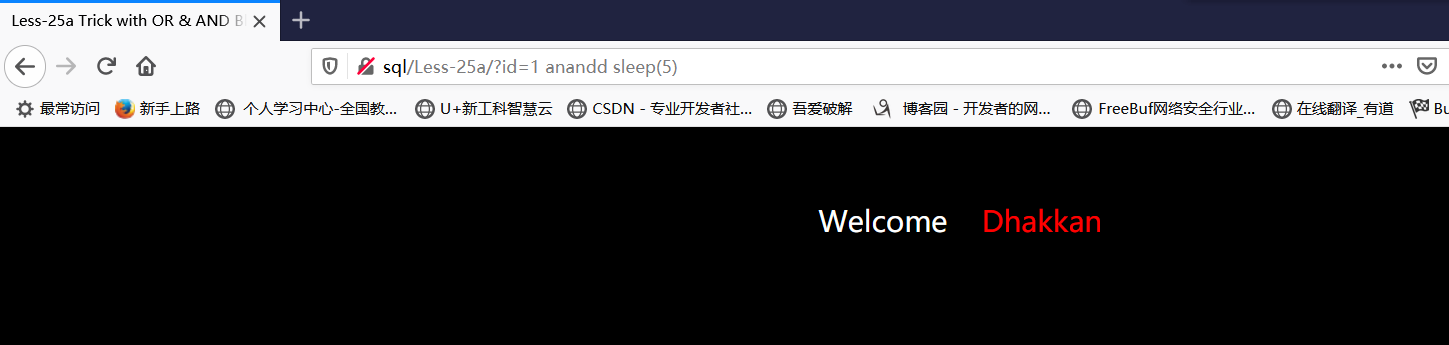 Less-25a Trick with OR & AND B
sql/Less-25a/?id=1 anandd sleep(5)
最常访问 新手上路 个人学习中心-全国教... U+新工科智慧云 CSDN - 专业开发者社... 吾爱破解 博客园 - 开发者的网... FreeBuf网络安全行业... 在线翻译_有道 Bu
Welcome Dhakkan